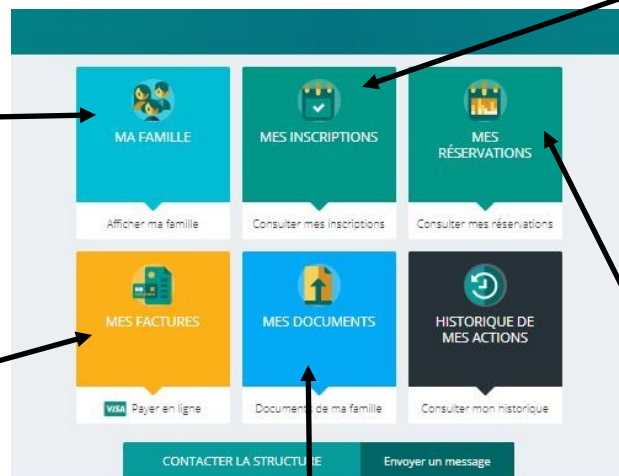 MA FAMILLE
Afficher ma famille
MES INSCRIPTIONS
Consulter mes inscriptions
MES
RÉSERVATIONS
Consulter mes réservations
MES FACTURES
VISA Payer en ligne
MES DOCUMENTS
Documents de ma famille
HISTORIQUE DE
MES ACTIONS
Consulter mon historique
CONTACTER LA STRUCTURE
Envoyer un message